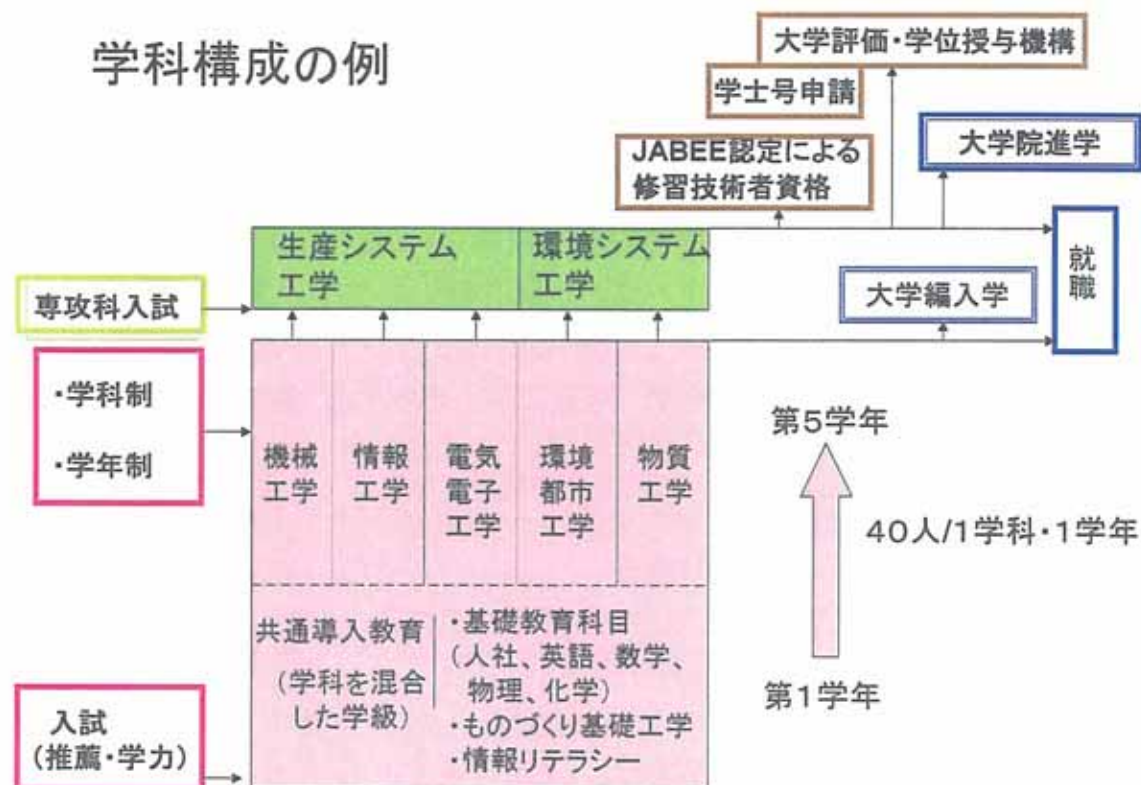 学科構成の例
大学評価・学位授与機構
学士号申請
JABEE認定による
修習技術者資格
大学院進学
生産システム
工学
環境システム
工学
就
職
専攻科入試
大学編入学
・学科制
・学年制
機械
工学
情報
工学
電気
電子
工学
環境
都市
工学
物質
工学
第5学年
40人/1学科・1学年
第1学年
共通導入教育
(学科を混合
した学級)
・基礎教育科目
(人社、英語、数学、
物理、化学)
・ものづくり基礎工学
・情報リテラシー
入試
(推薦・学力)